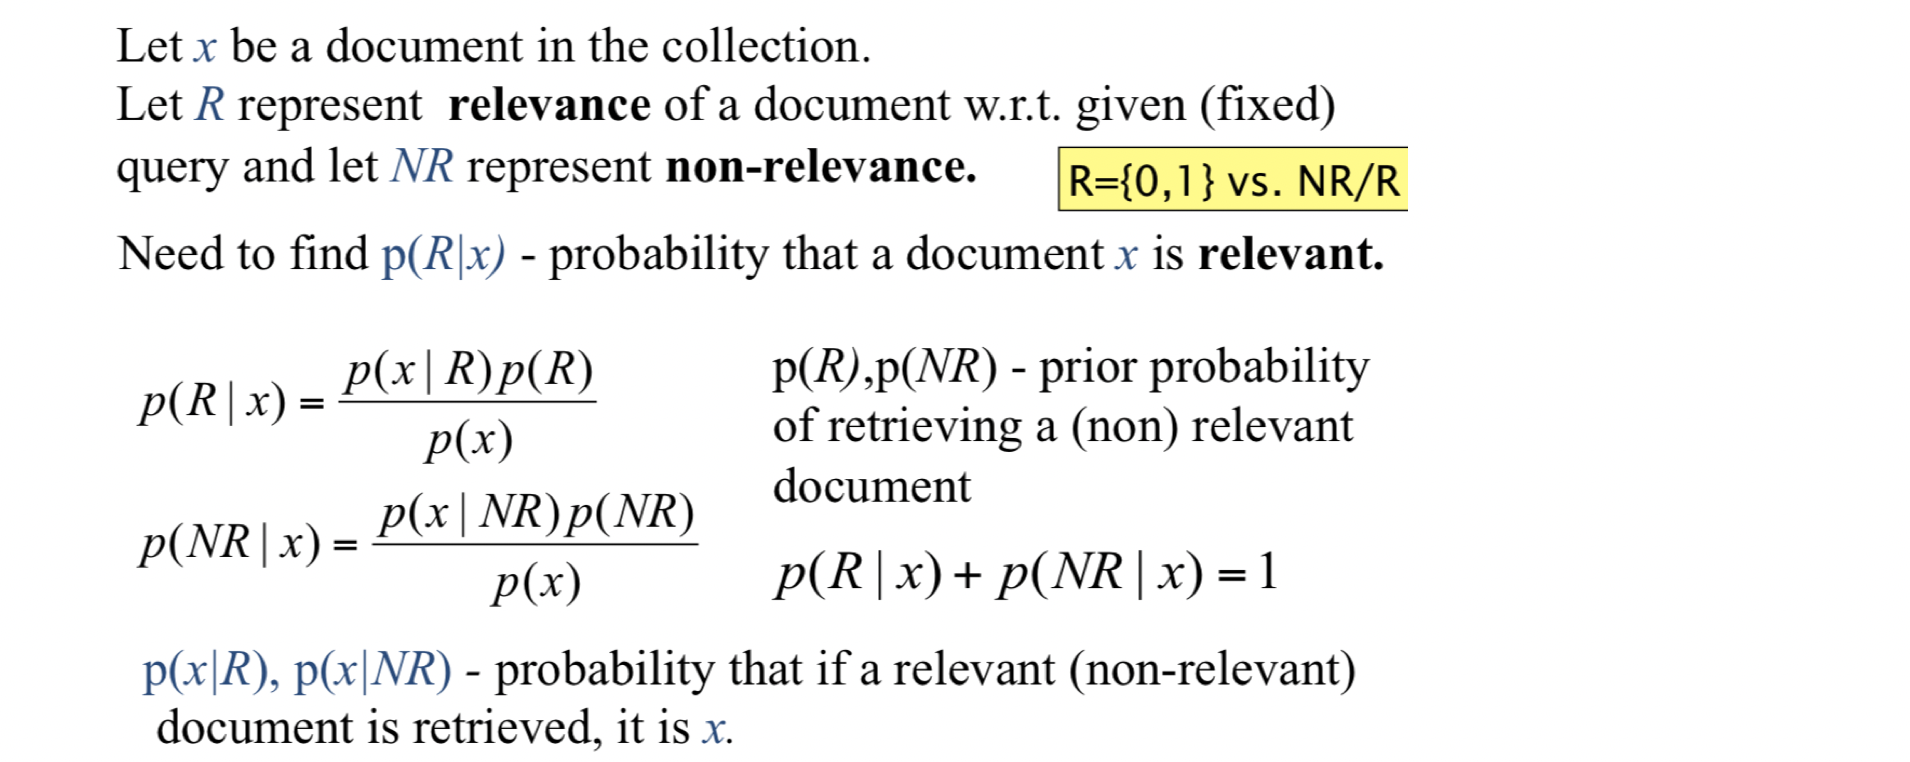 Let x be a document in the collection.
Let R represent relevance of a document w.r.t. given (fixed)
query and let NR represent non-relevance.
R={0,1} vs. NR/R
Need to find p(R|x) - probability that a document x is relevant.
p(R | x) = p(x | R)p(R) / p(x)
p(NR | x) = p(x | NR)p(NR) / p(x)
p(R),p(NR) - prior probability
of retrieving a (non) relevant
document
p(R | x) + p(NR | x) = 1
p(x|R), p(x|NR) - probability that if a relevant (non-relevant)
document is retrieved, it is x.